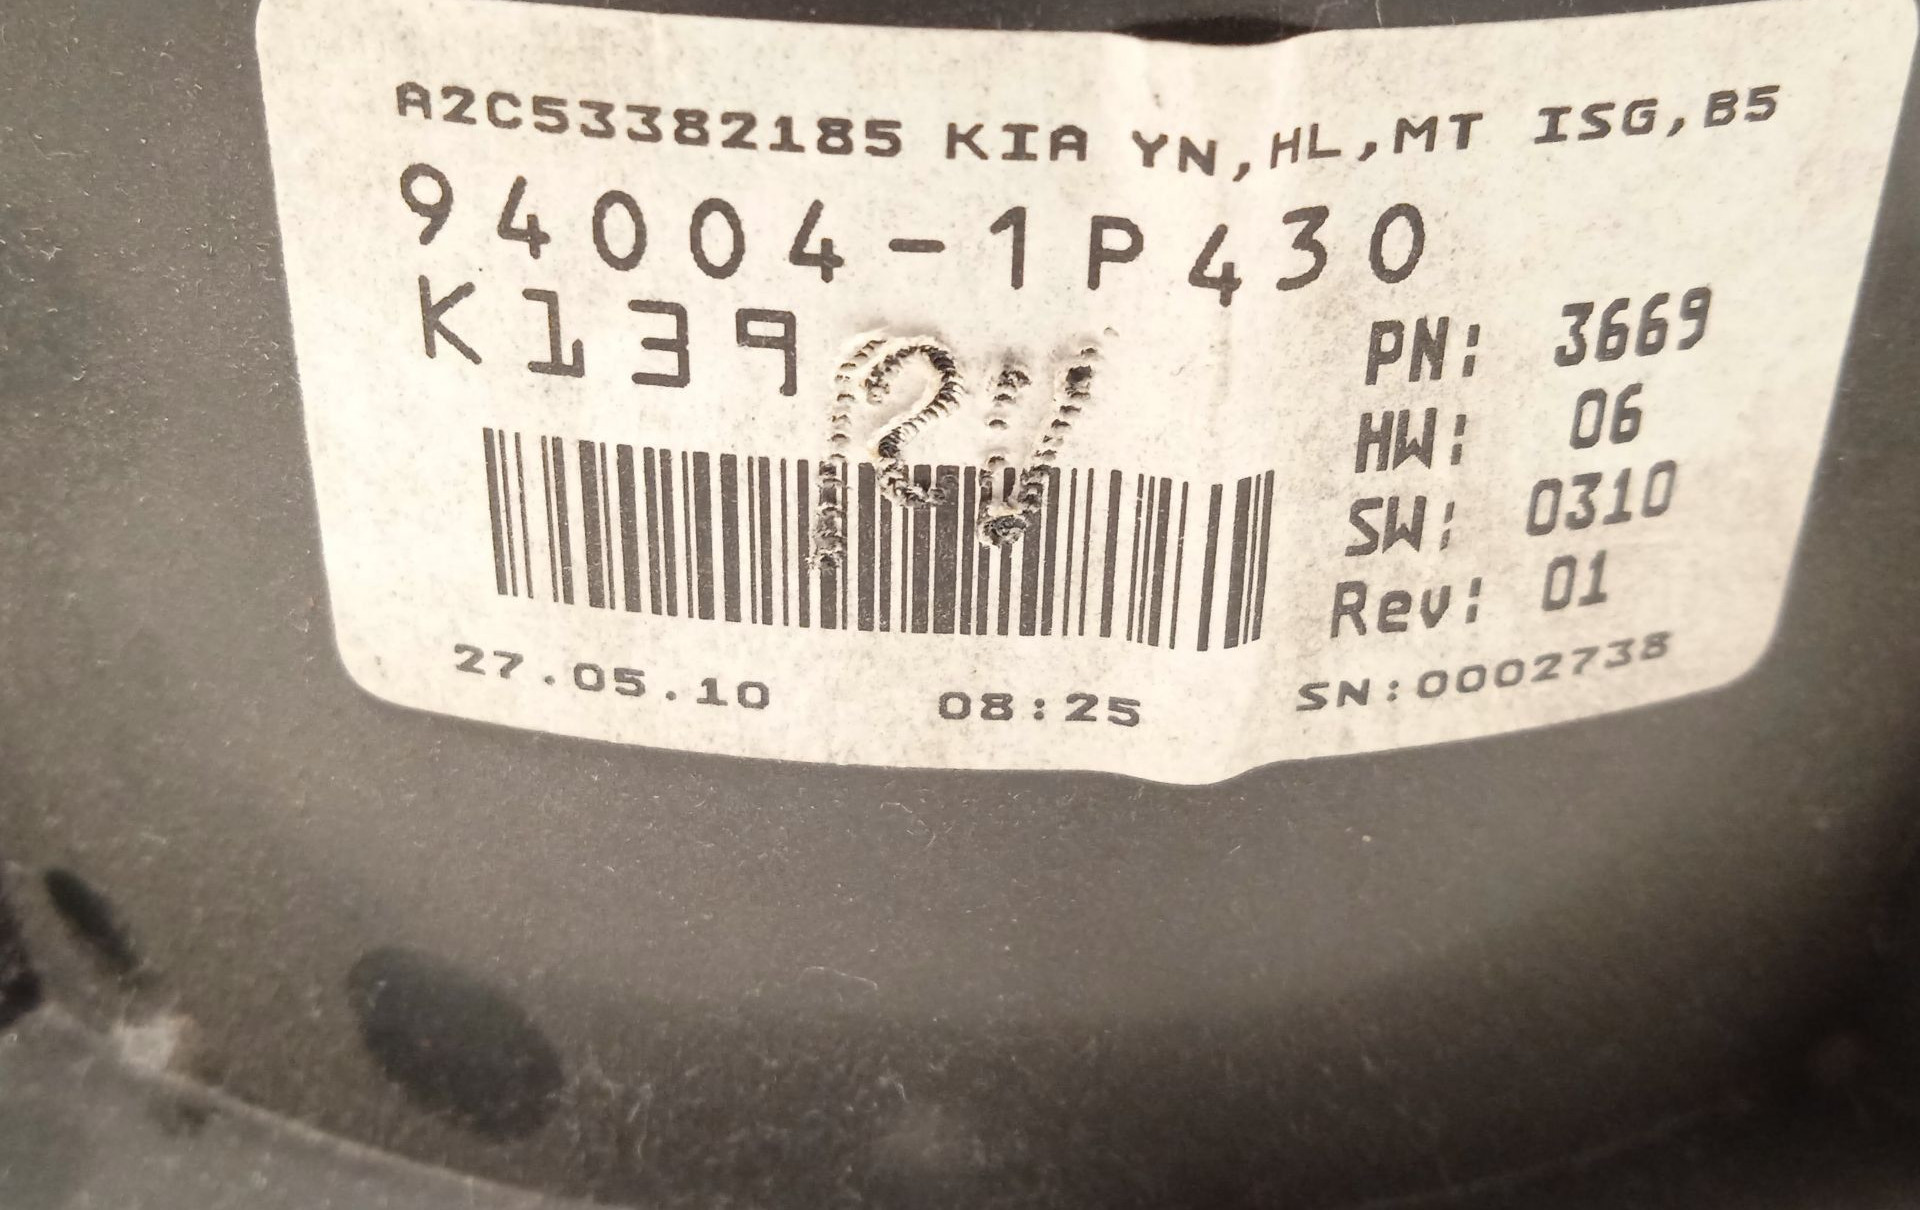 A2C53382185 KIA YN,HL,MT ISG,B5
94004-1P430
K139
PN: 3669
HW: 06
SW: 0310
Rev: 01
27.05.10 08:25 SN:0002738